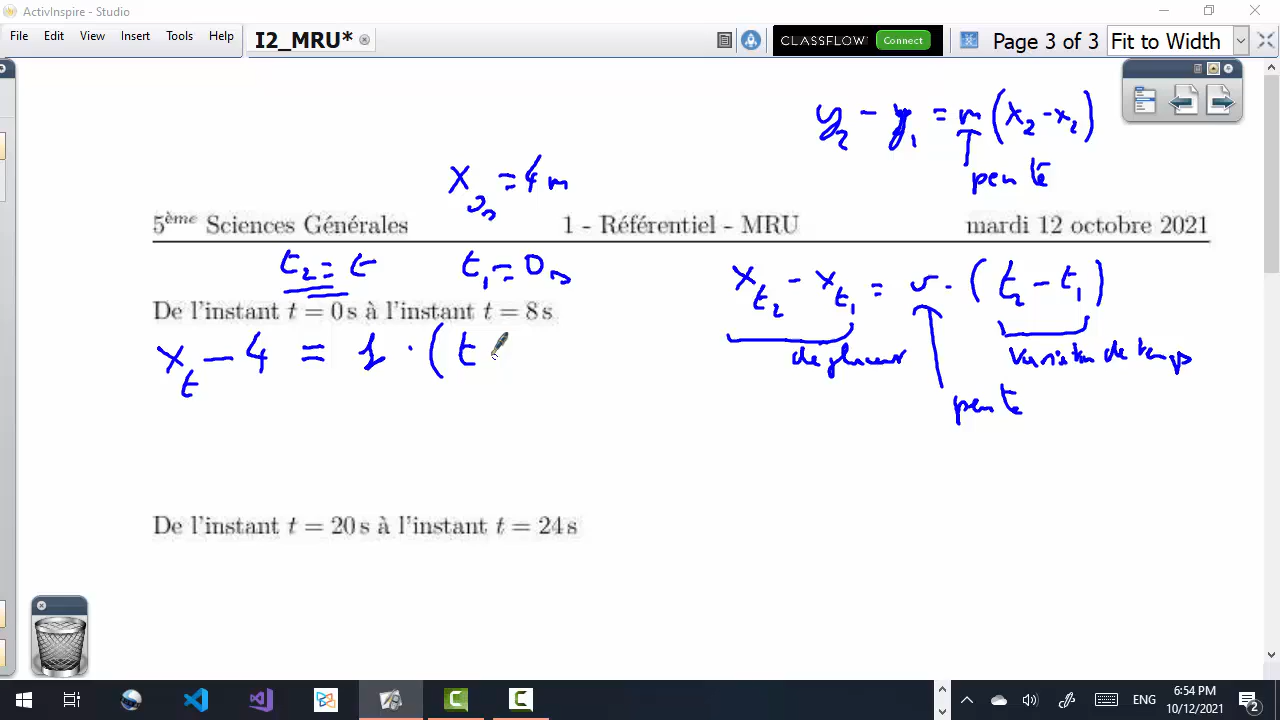 ActivInspire - Studio
File Edit View Insert Tools Help
I2_MRU*
CLASSFLOW Connect
Page 3 of 3 Fit to Width
y₂ - y₁ = m (x₂ - x₂)
pente
x₀ₛ = 4 m
5ème Sciences Générales 1 - Référentiel - MRU mardi 12 octobre 2021
t₂ = t t₁ = 0 s
x_t₂ - x_t₁ = v · (t₂ - t₁)
De l'instant t = 0 s à l'instant t = 8 s
x_t - 4 = 1 · (t
variation de temps
pente
De l'instant t = 20 s à l'instant t = 24 s
ENG
6:54 PM
10/12/2021
2